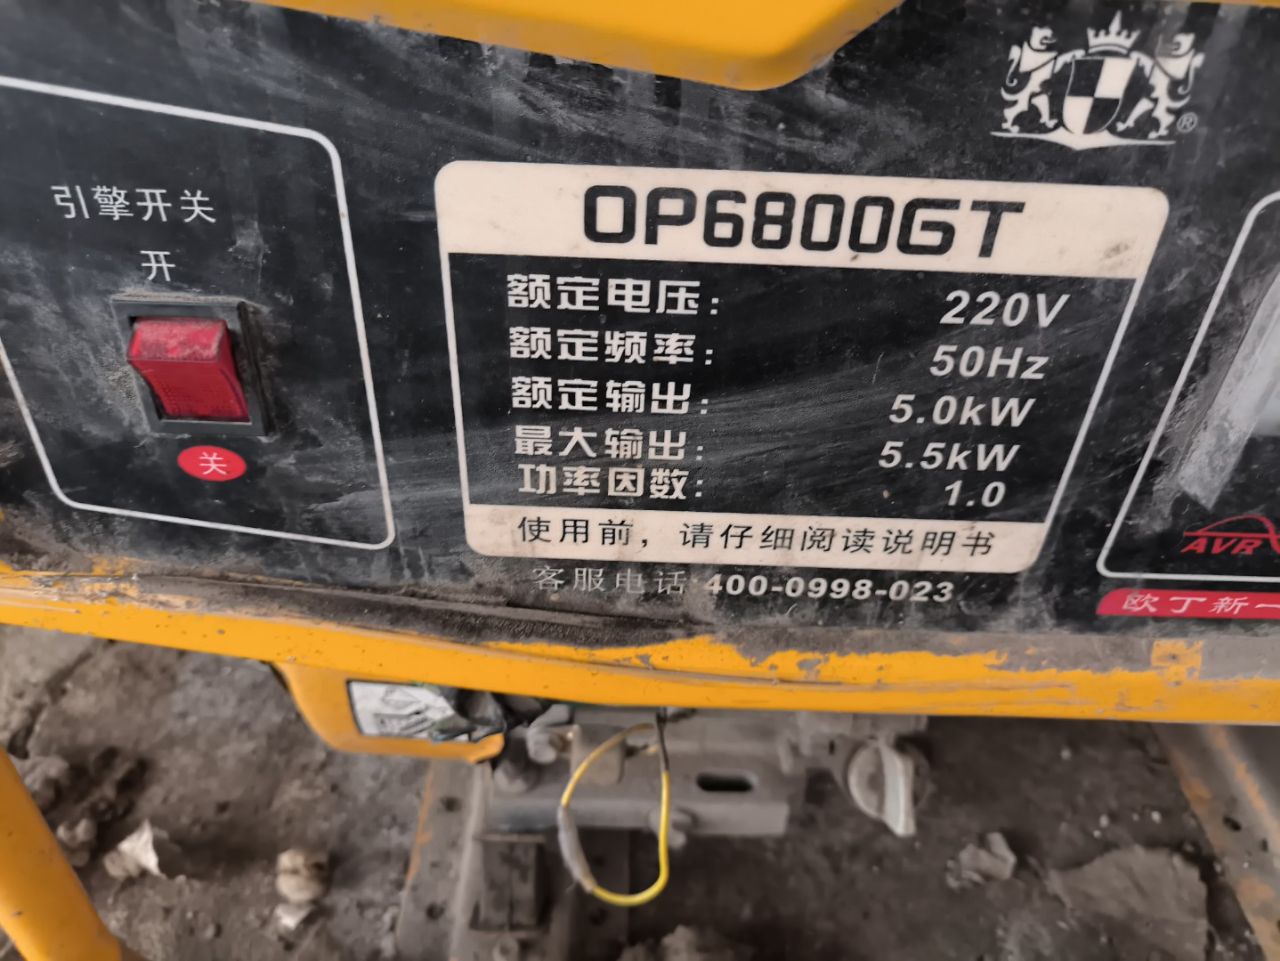 引擎开关
开
关
®
OP6800GT
额定电压: 220V
额定频率: 50Hz
额定输出: 5.0kW
最大输出: 5.5kW
功率因数: 1.0
使用前，请仔细阅读说明书
客服电话 400-0998-023
AVR
欧丁新一